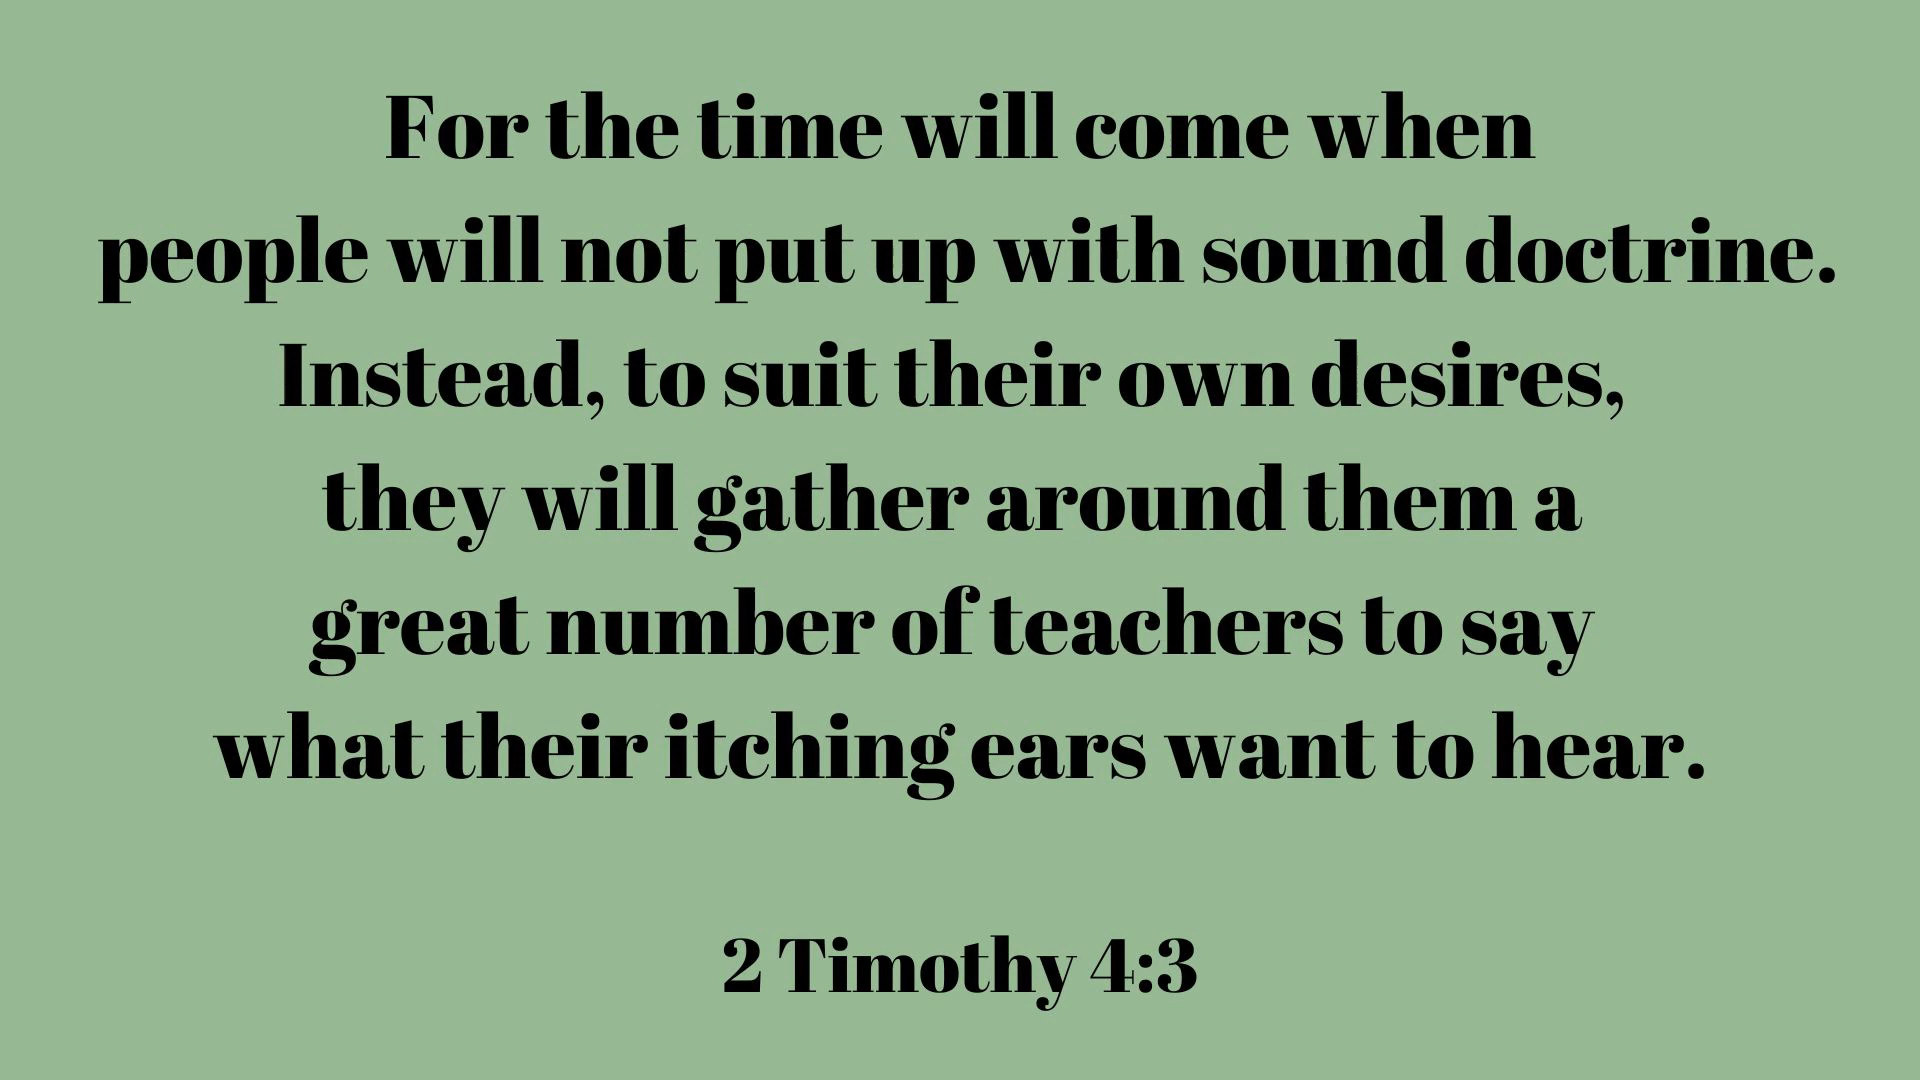 For the time will come when
people will not put up with sound doctrine.
Instead, to suit their own desires,
they will gather around them a
great number of teachers to say
what their itching ears want to hear.
2 Timothy 4:3